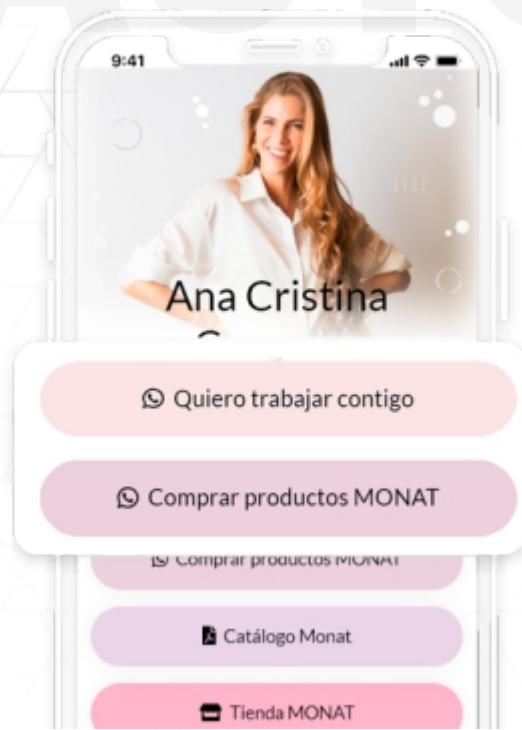 9:41
Ana Cristina
Quiero trabajar contigo
Comprar productos MONAT
Comprar productos MONAT
Catálogo Monat
Tienda MONAT